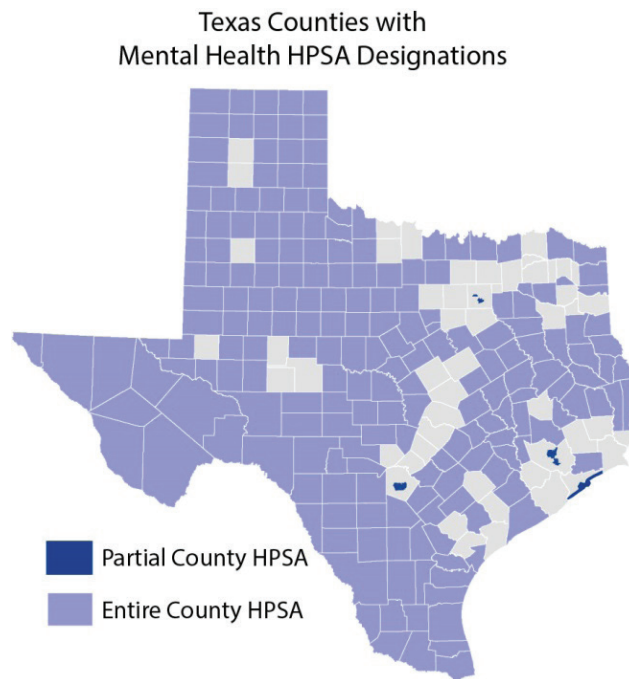 Texas Counties with
Mental Health HPSA Designations
Partial County HPSA
Entire County HPSA